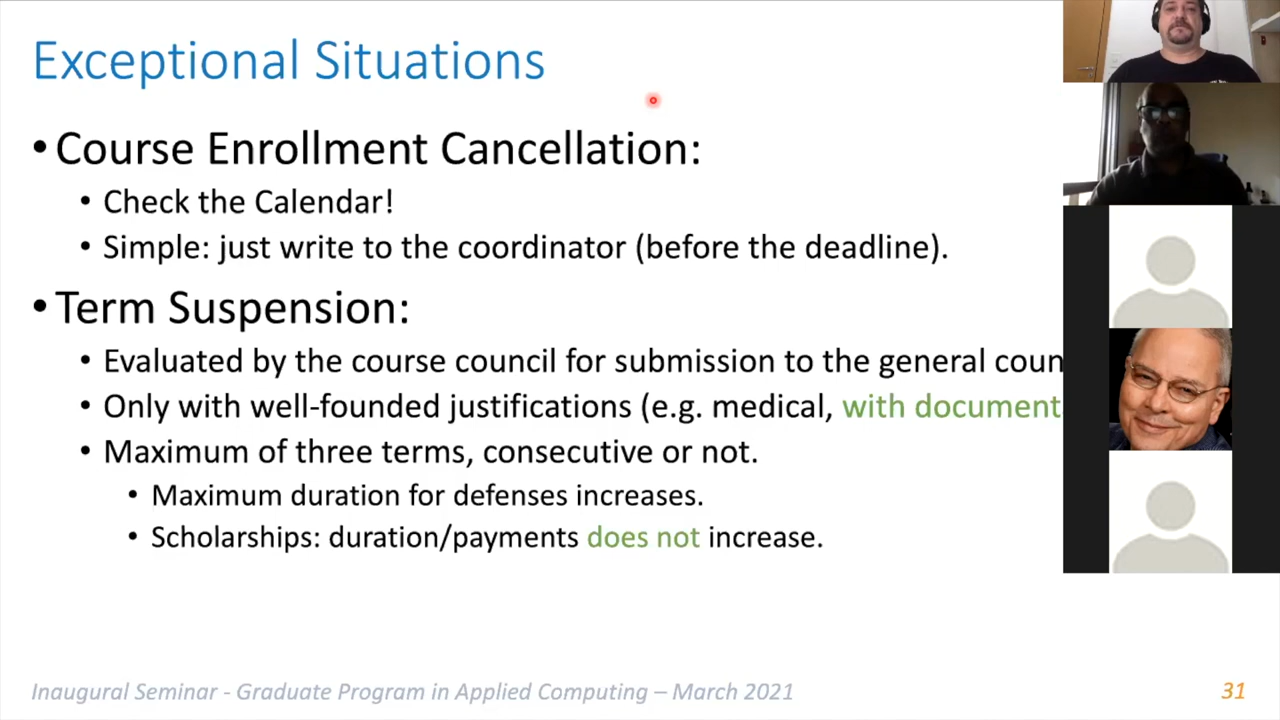 Exceptional Situations
• Course Enrollment Cancellation:
• Check the Calendar!
• Simple: just write to the coordinator (before the deadline).
• Term Suspension:
• Evaluated by the course council for submission to the general coun
• Only with well-founded justifications (e.g. medical, with document
• Maximum of three terms, consecutive or not.
• Maximum duration for defenses increases.
• Scholarships: duration/payments does not increase.
Inaugural Seminar - Graduate Program in Applied Computing – March 2021
31